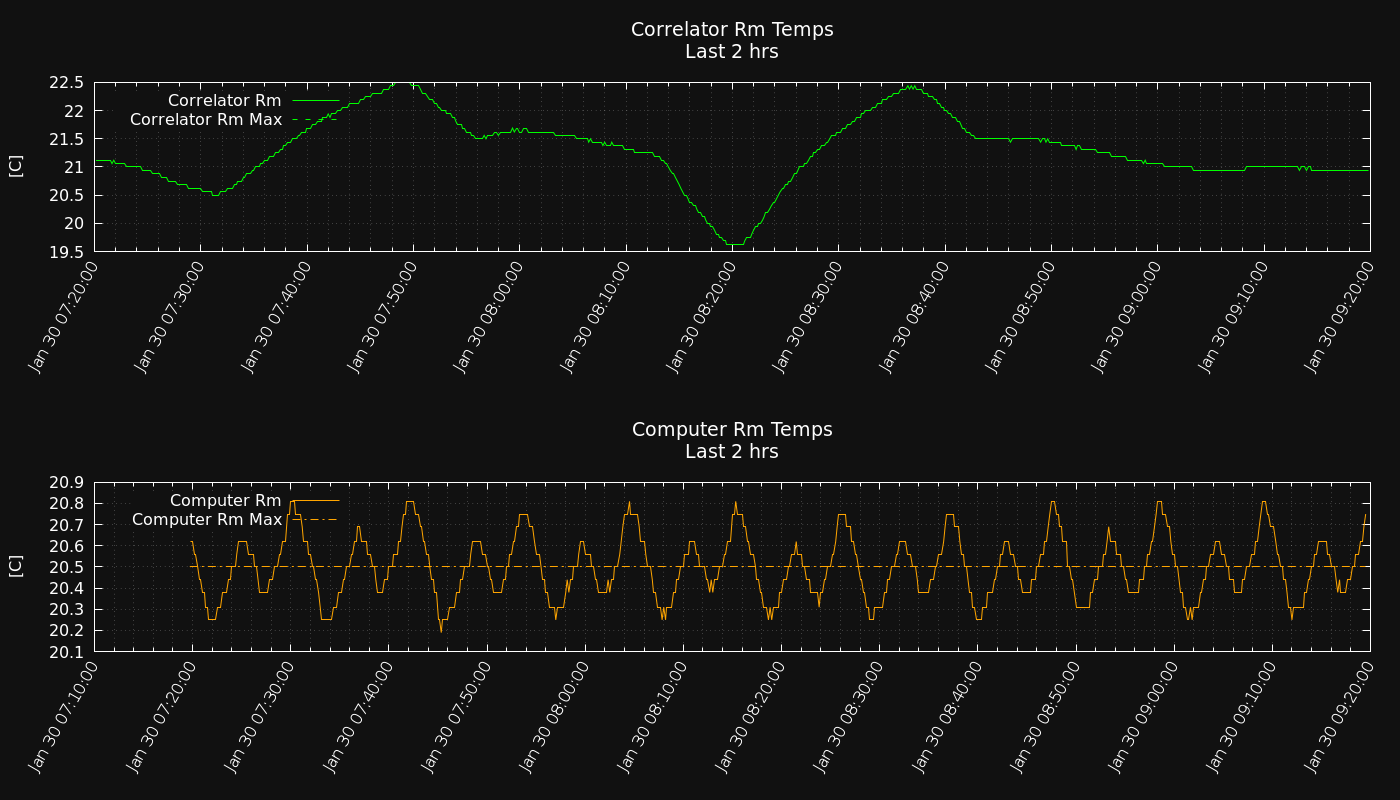 Correlator Rm Temps
Last 2 hrs
22.5
22
21.5
21
20.5
20
19.5
[C]
Correlator Rm
Correlator Rm Max
Jan 30 07:20:00
Jan 30 07:30:00
Jan 30 07:40:00
Jan 30 07:50:00
Jan 30 08:00:00
Jan 30 08:10:00
Jan 30 08:20:00
Jan 30 08:30:00
Jan 30 08:40:00
Jan 30 08:50:00
Jan 30 09:00:00
Jan 30 09:10:00
Jan 30 09:20:00
Computer Rm Temps
Last 2 hrs
20.9
20.8
20.7
20.6
20.5
20.4
20.3
20.2
20.1
[C]
Computer Rm
Computer Rm Max
Jan 30 07:10:00
Jan 30 07:20:00
Jan 30 07:30:00
Jan 30 07:40:00
Jan 30 07:50:00
Jan 30 08:00:00
Jan 30 08:10:00
Jan 30 08:20:00
Jan 30 08:30:00
Jan 30 08:40:00
Jan 30 08:50:00
Jan 30 09:00:00
Jan 30 09:10:00
Jan 30 09:20:00